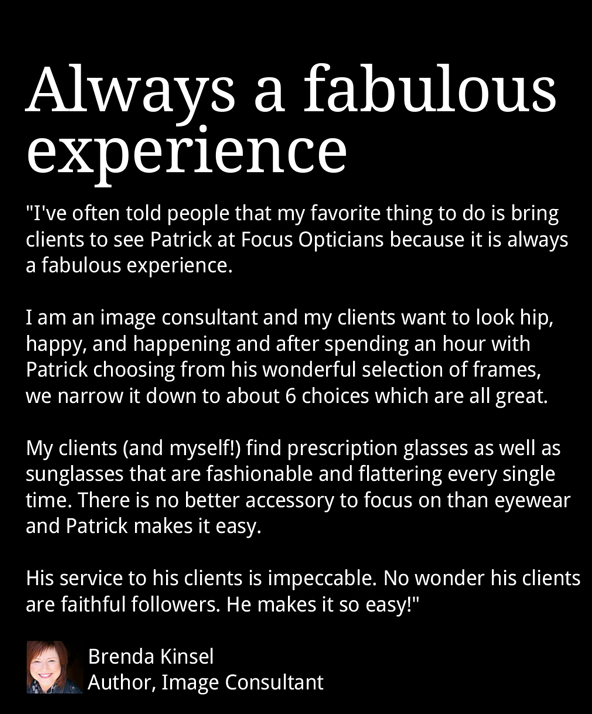 Always a fabulous
experience
"I've often told people that my favorite thing to do is bring
clients to see Patrick at Focus Opticians because it is always
a fabulous experience.
I am an image consultant and my clients want to look hip,
happy, and happening and after spending an hour with
Patrick choosing from his wonderful selection of frames,
we narrow it down to about 6 choices which are all great.
My clients (and myself!) find prescription glasses as well as
sunglasses that are fashionable and flattering every single
time. There is no better accessory to focus on than eyewear
and Patrick makes it easy.
His service to his clients is impeccable. No wonder his clients
are faithful followers. He makes it so easy!"
Brenda Kinsel
Author, Image Consultant